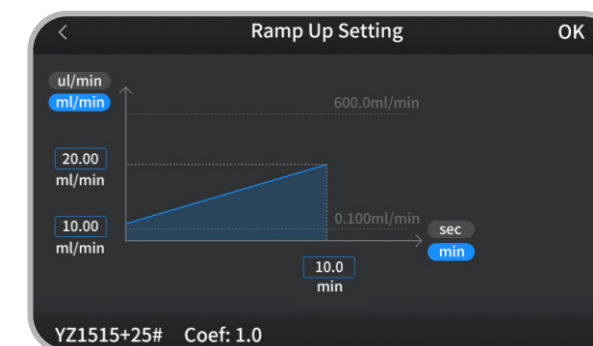 < Ramp Up Setting OK
ul/min
ml/min
600.0ml/min
20.00
ml/min
10.00
ml/min
0.100ml/min
sec
min
10.0
min
YZ1515+25# Coef: 1.0